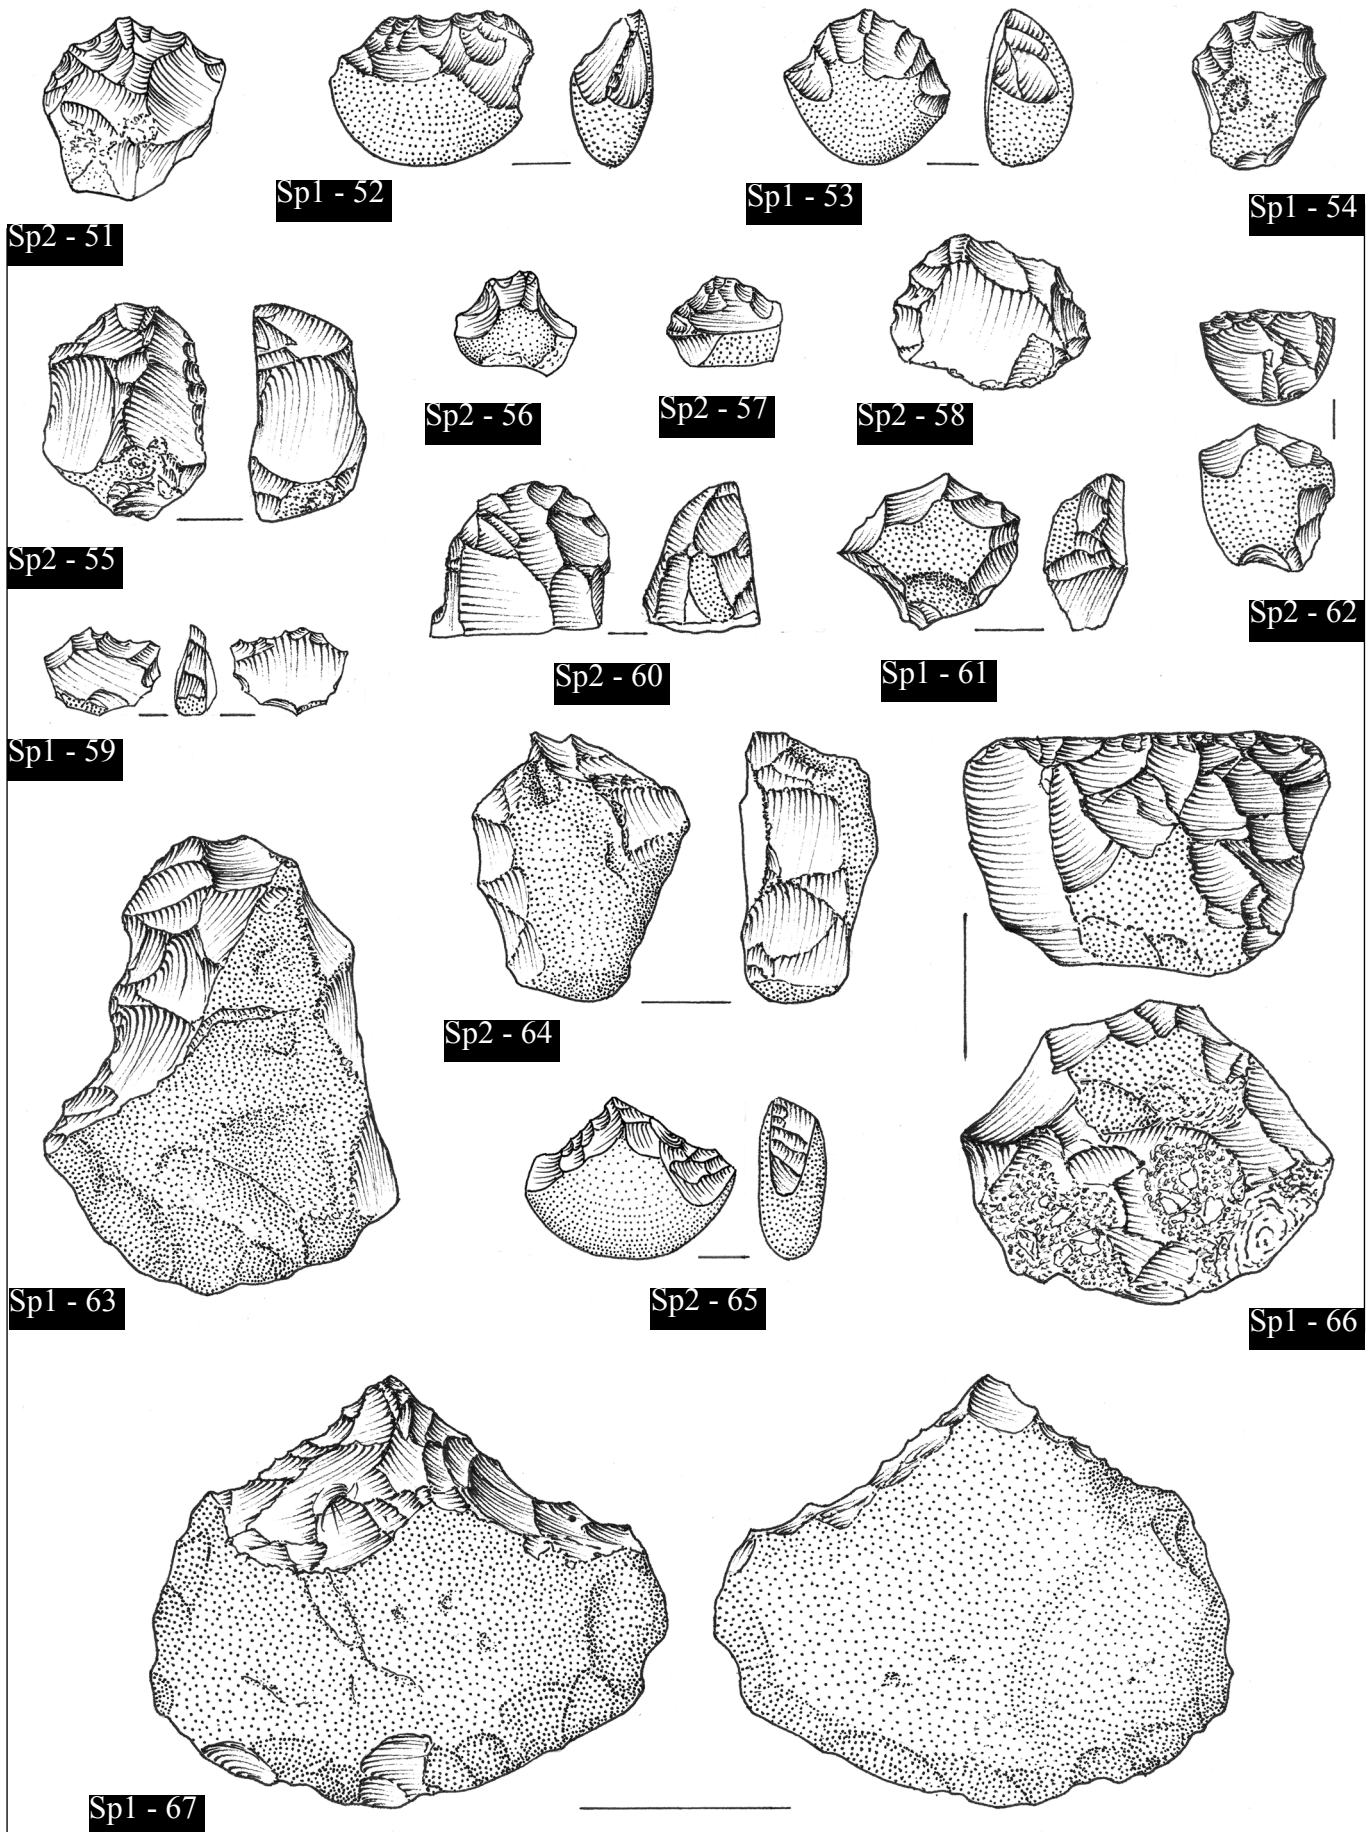 Sp2 - 51
Sp1 - 52
Sp1 - 53
Sp1 - 54
Sp2 - 55
Sp2 - 56
Sp2 - 57
Sp2 - 58
Sp1 - 59
Sp2 - 60
Sp1 - 61
Sp2 - 62
Sp1 - 63
Sp2 - 64
Sp2 - 65
Sp1 - 66
Sp1 - 67